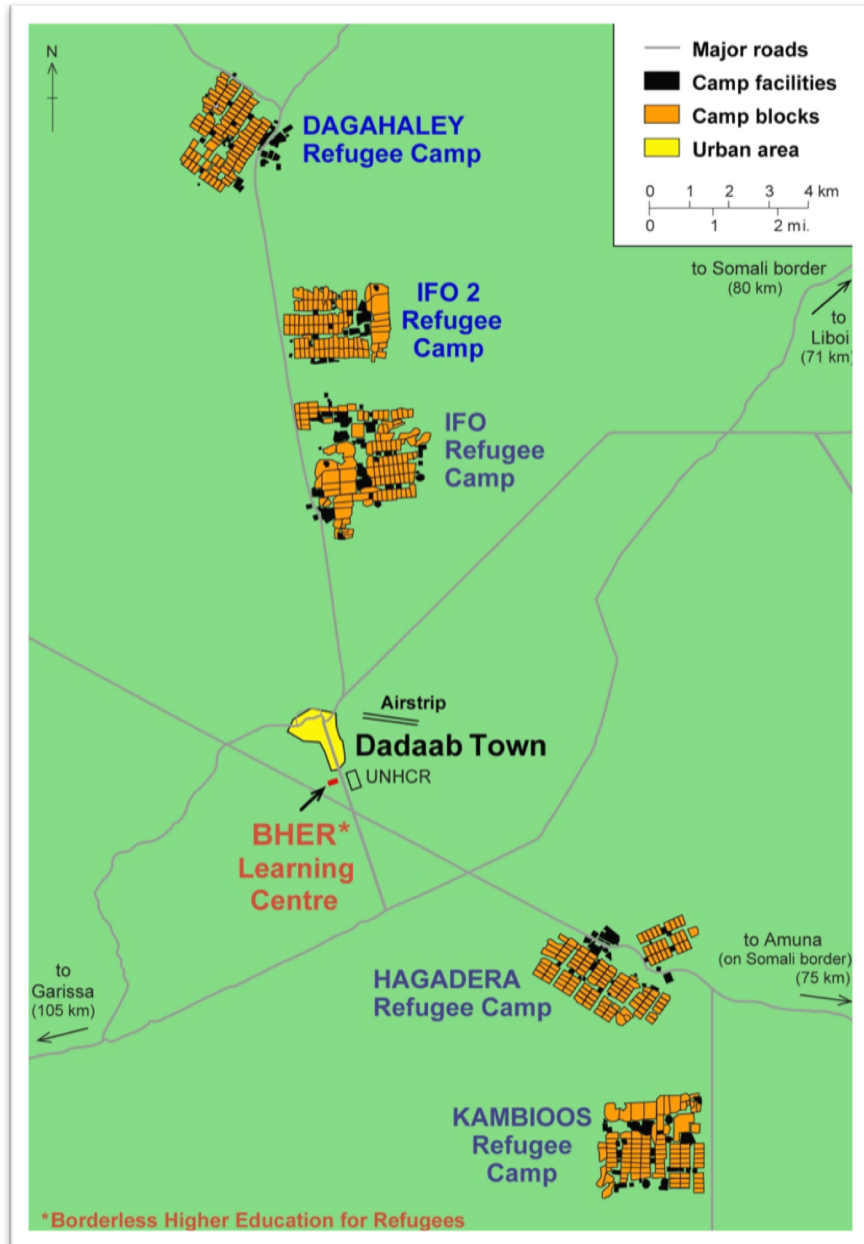 N
Major roads
Camp facilities
Camp blocks
Urban area
0 1 2 3 4 km
0 1 2 mi.
DAGAHALEY
Refugee Camp
to Somali border
(80 km)
to
Liboi
(71 km)
IFO 2
Refugee
Camp
IFO
Refugee
Camp
Airstrip
Dadaab Town
UNHCR
BHER*
Learning
Centre
to
Garissa
(105 km)
HAGADERA
Refugee Camp
to Amuna
(on Somali border)
(75 km)
KAMBIOOS
Refugee
Camp
*Borderless Higher Education for Refugees